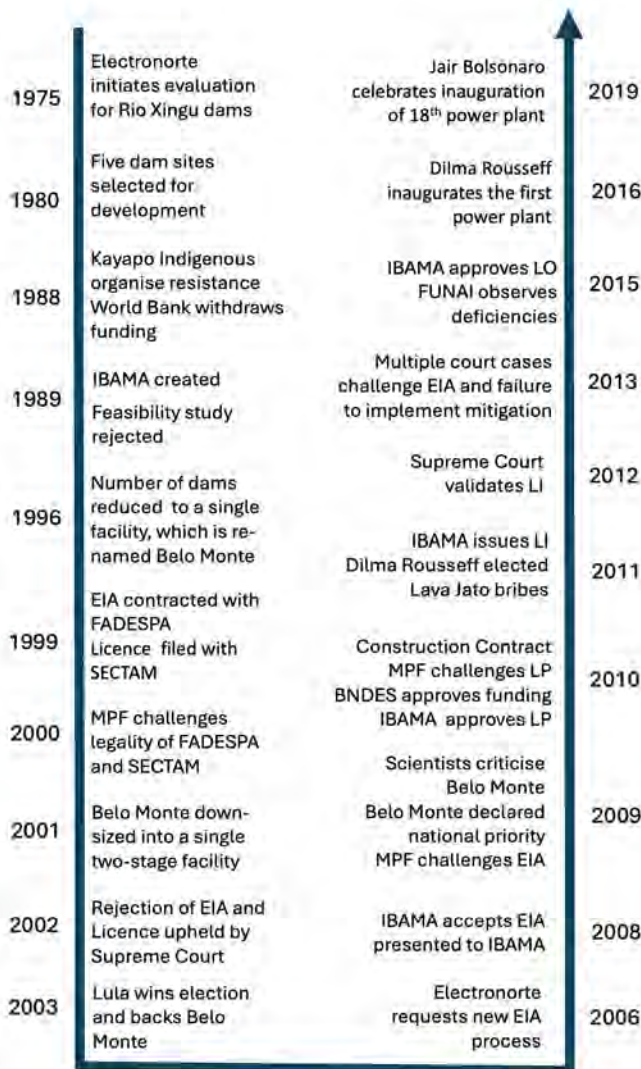 1975
Electronorte
initiates evaluation
for Rio Xingu dams
1980
Five dam sites
selected for
development
1988
Kayapo Indigenous
organise resistance
World Bank withdraws
funding
1989
IBAMA created
Feasibility study
rejected
1996
Number of dams
reduced to a single
facility, which is re-
named Belo Monte
1999
EIA contracted with
FADESPA
Licence filed with
SECTAM
2000
MPF challenges
legality of FADESPA
and SECTAM
2001
Belo Monte down-
sized into a single
two-stage facility
2002
Rejection of EIA and
Licence upheld by
Supreme Court
2003
Lula wins election
and backs Belo
Monte
Electronorte
requests new EIA
process
2006
IBAMA accepts EIA
presented to IBAMA
2008
Scientists criticise
Belo Monte
Belo Monte declared
national priority
MPF challenges EIA
2009
Construction Contract
MPF challenges LP
BNDES approves funding
IBAMA approves LP
2010
IBAMA issues LI
Dilma Rousseff elected
Lava Jato bribes
2011
Supreme Court
validates LI
2012
Multiple court cases
challenge EIA and failure
to implement mitigation
2013
IBAMA approves LO
FUNAI observes
deficiencies
2015
Dilma Rousseff
inaugurates the first
power plant
2016
Jair Bolsonaro
celebrates inauguration
of 18th power plant
2019